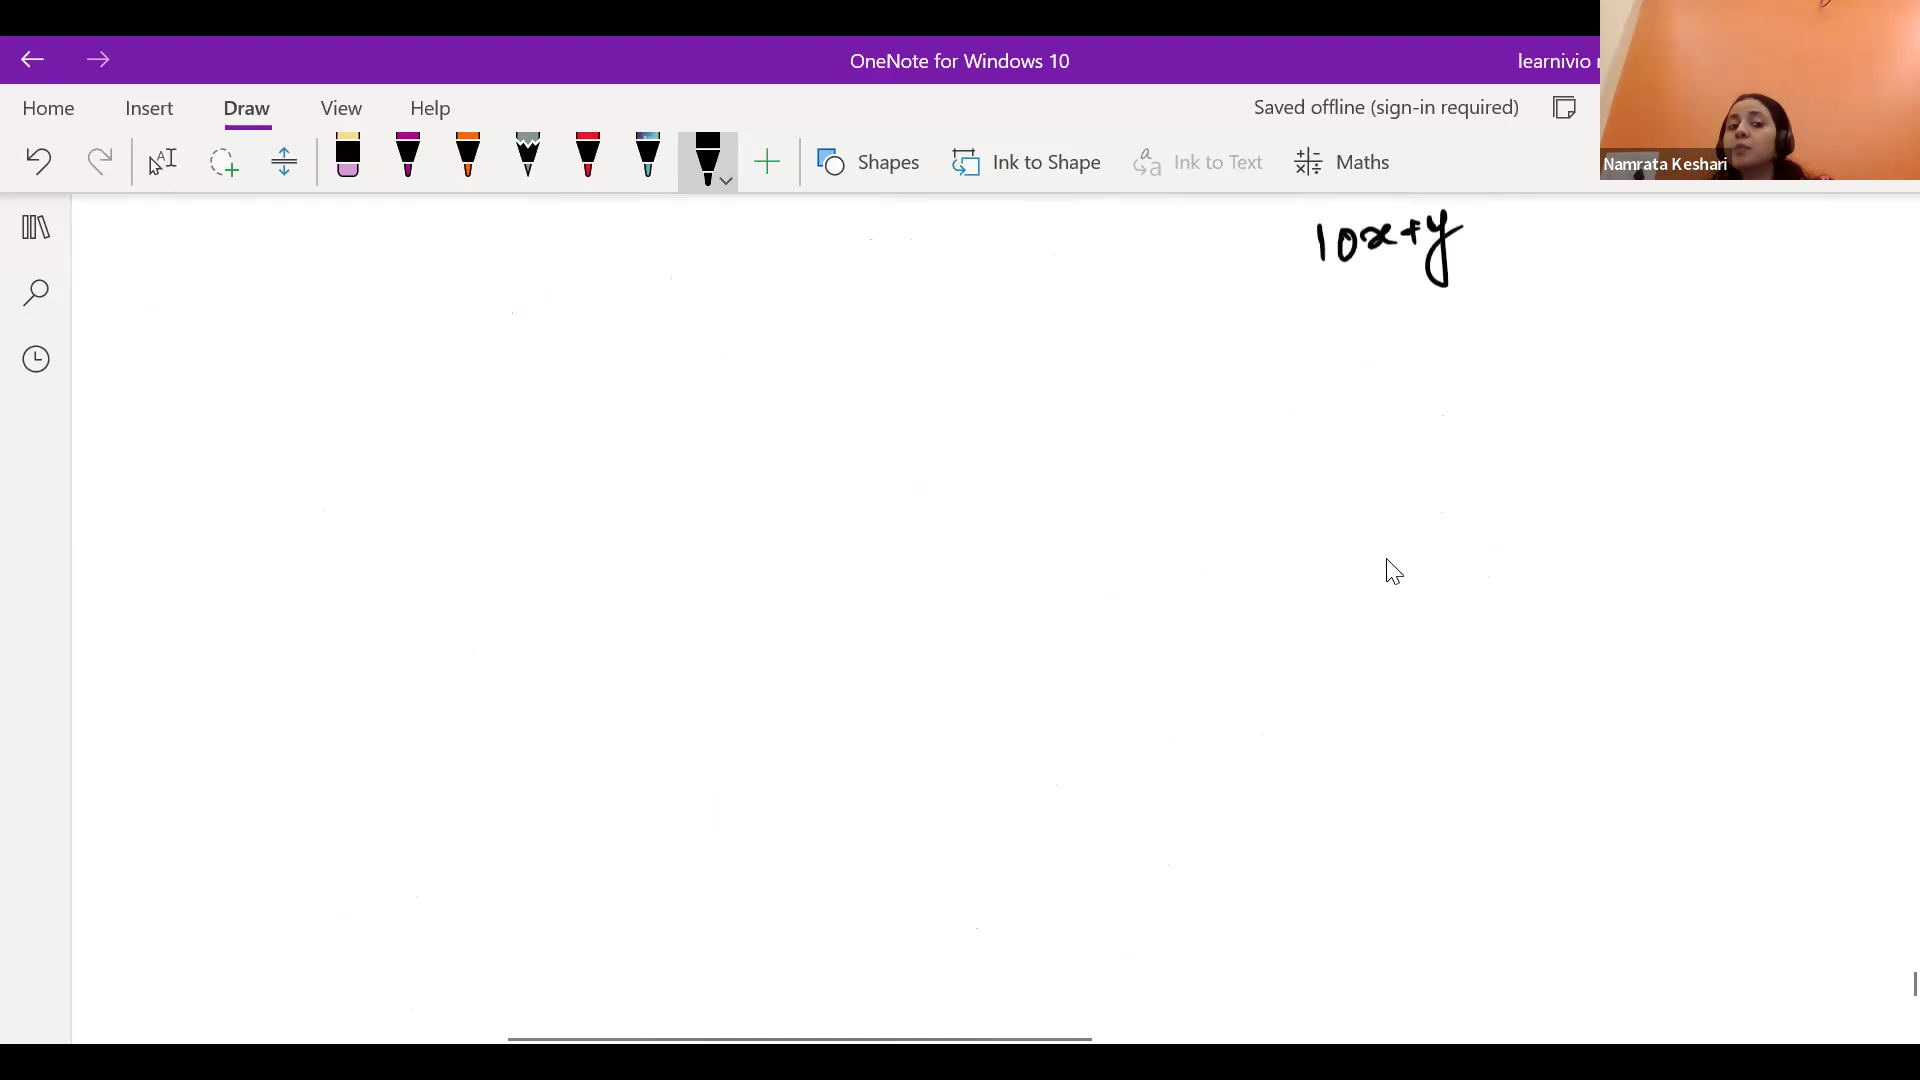 OneNote for Windows 10
learnivio
Home Insert Draw View Help
Saved offline (sign-in required)
Shapes Ink to Shape Ink to Text Maths
Namrata Keshari
10x+y